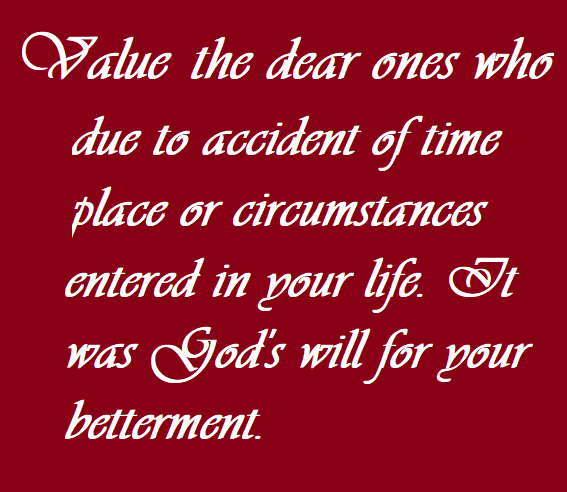 Value the dear ones who
due to accident of time
place or circumstances
entered in your life. It
was God's will for your
betterment.